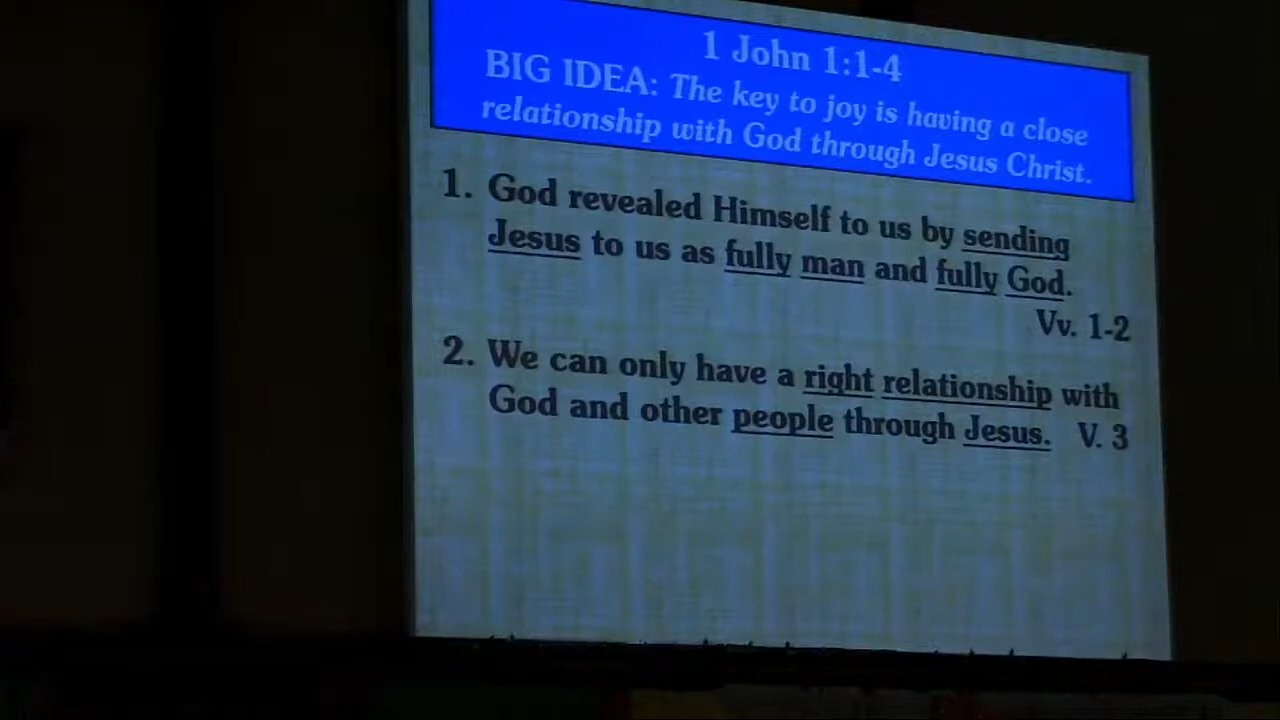 1 John 1:1-4
BIG IDEA: The key to joy is having a close
relationship with God through Jesus Christ.
1. God revealed Himself to us by sending
Jesus to us as fully man and fully God.
Vv. 1-2
2. We can only have a right relationship with
God and other people through Jesus. V. 3